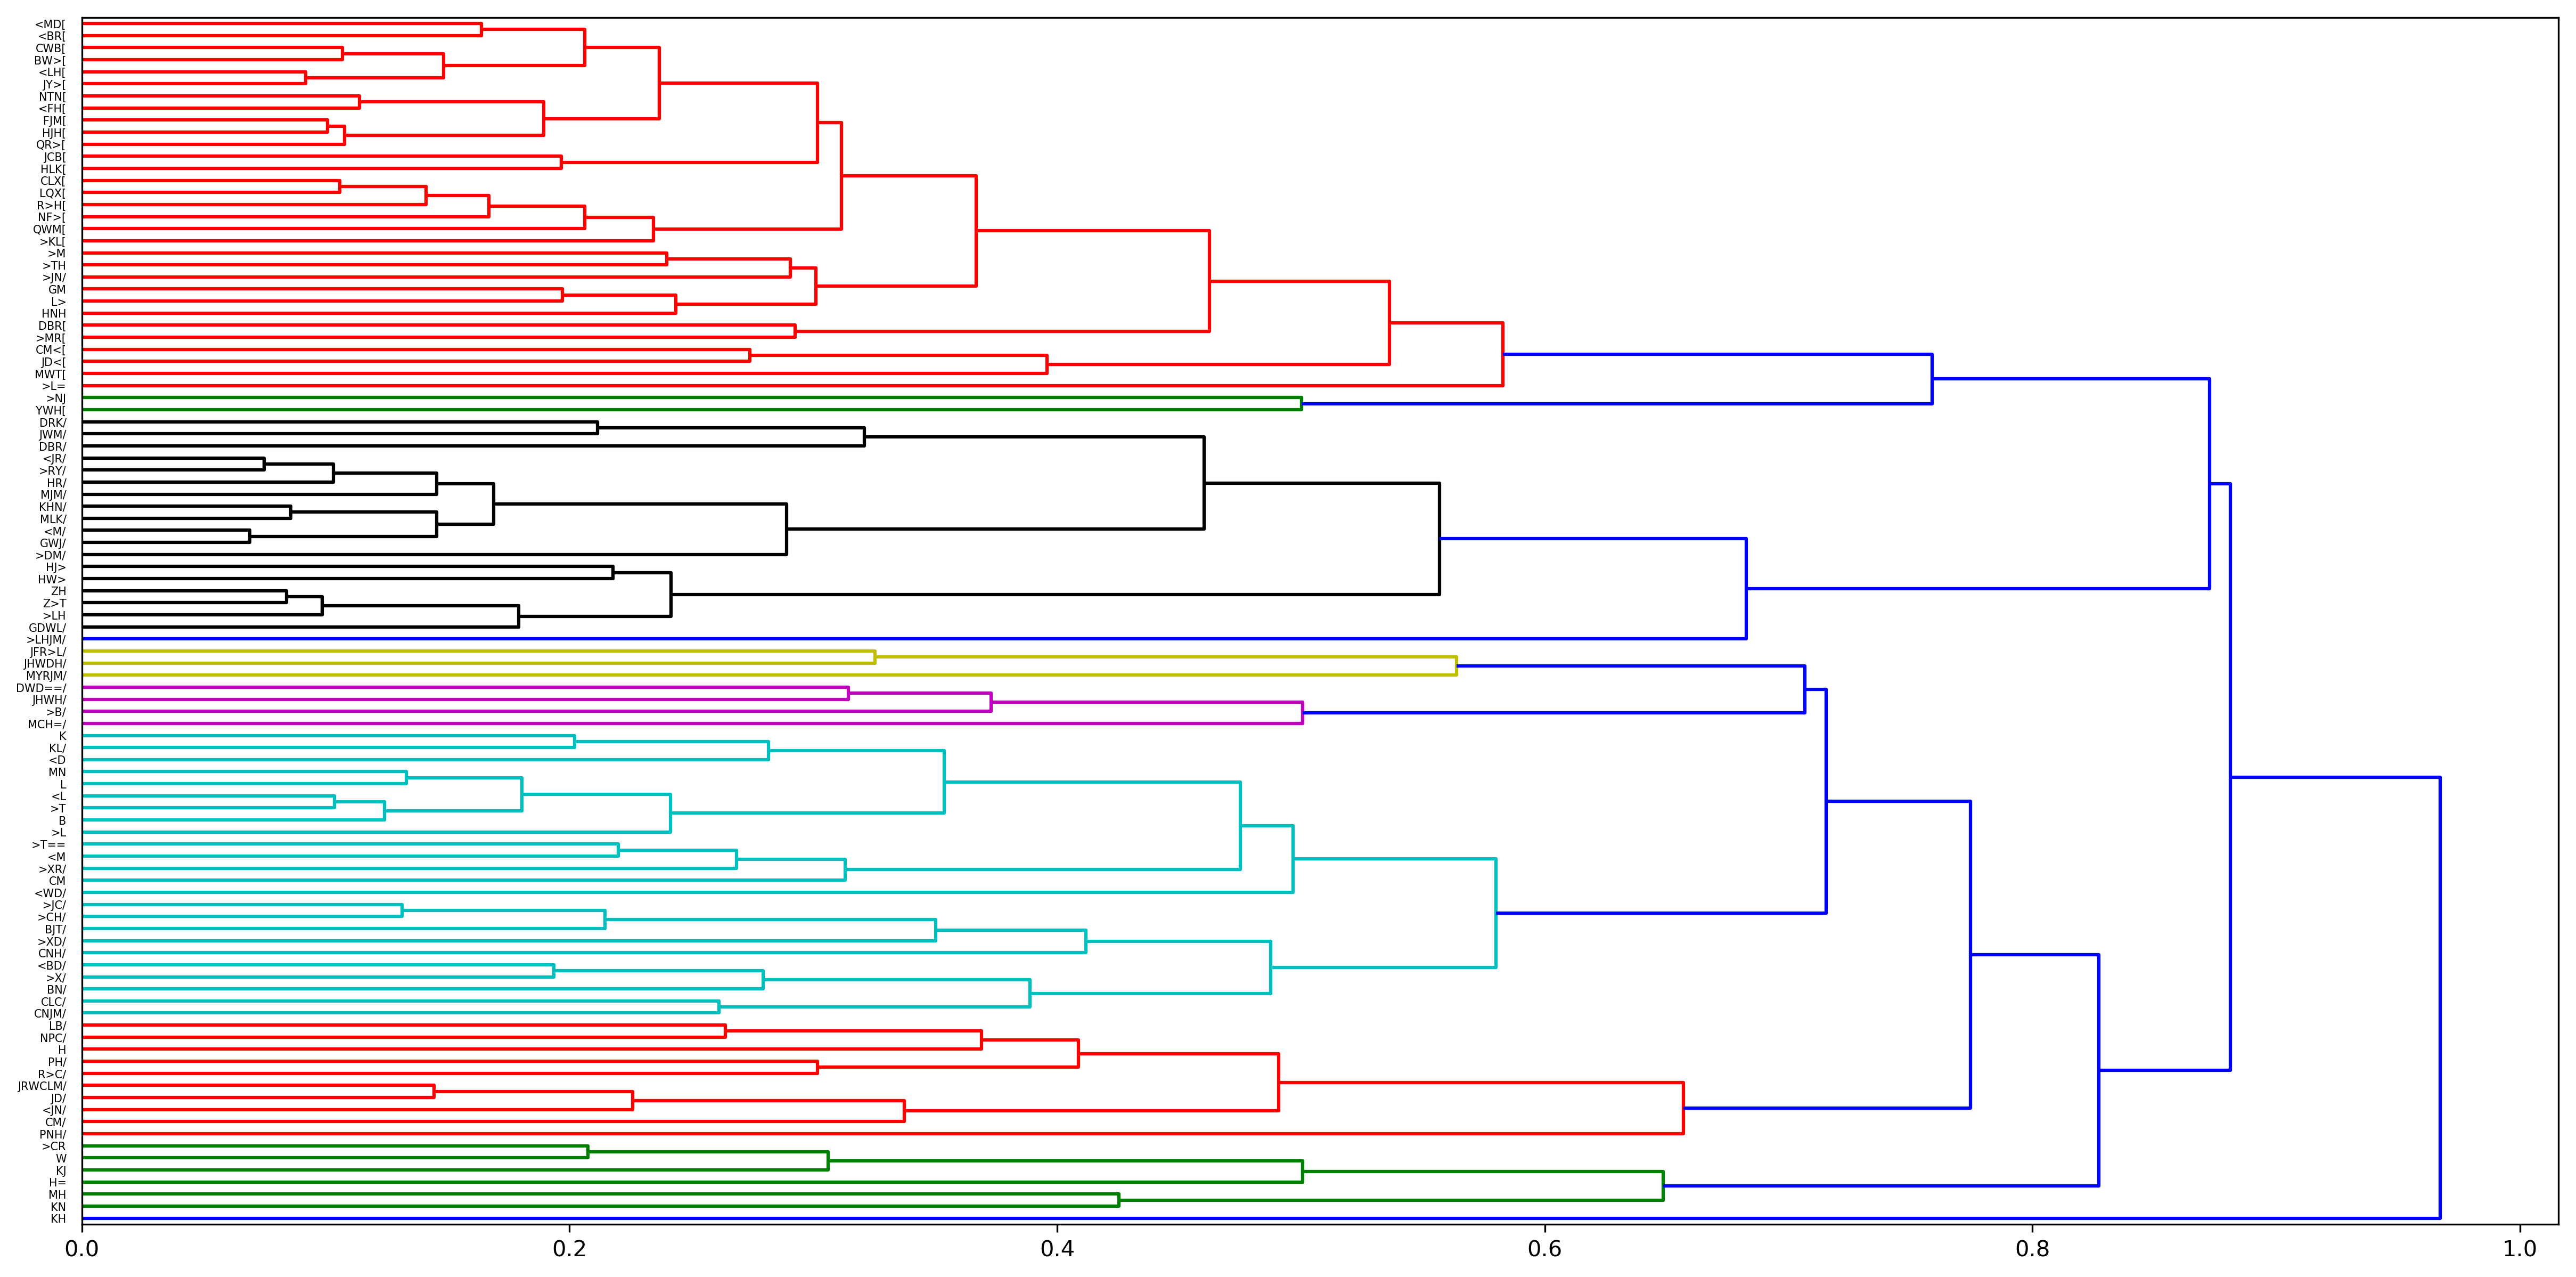 <MD[
<BR[
CWB[
BW>[
<LH[
JY>[
NTN[
<FH[
FJM[
HJH[
QR>[
JCB[
HLK[
CLX[
LQX[
R>H[
NF>[
QWM[
>KL[
>M
>TH
>JN/
GM
L>
HNH
DBR[
>MR[
CM<[
JD<[
MWT[
>L=
>NJ
YWH[
DRK/
JWM/
DBR/
<JR/
>RY/
HR/
MJM/
KHN/
MLK/
<M/
GWJ/
>DM/
HJ>
HW>
ZH
Z>T
>LH
GDWL/
>LHJM/
JFR>L/
JHWDH/
MYRJM/
DWD==/
JHWH/
>B/
MCH=/
K
KL/
<D
MN
L
<L
>T
B
>L
>T==
<M
>XR/
CM
<WD/
>JC/
>CH/
BJT/
>XD/
CNH/
<BD/
>X/
BN/
CLC/
CNJM/
LB/
NPC/
H
PH/
R>C/
JRWCLM/
JD/
<JN/
CM/
PNH/
>CR
W
KJ
H=
MH
KN
KH
0.0 0.2 0.4 0.6 0.8 1.0